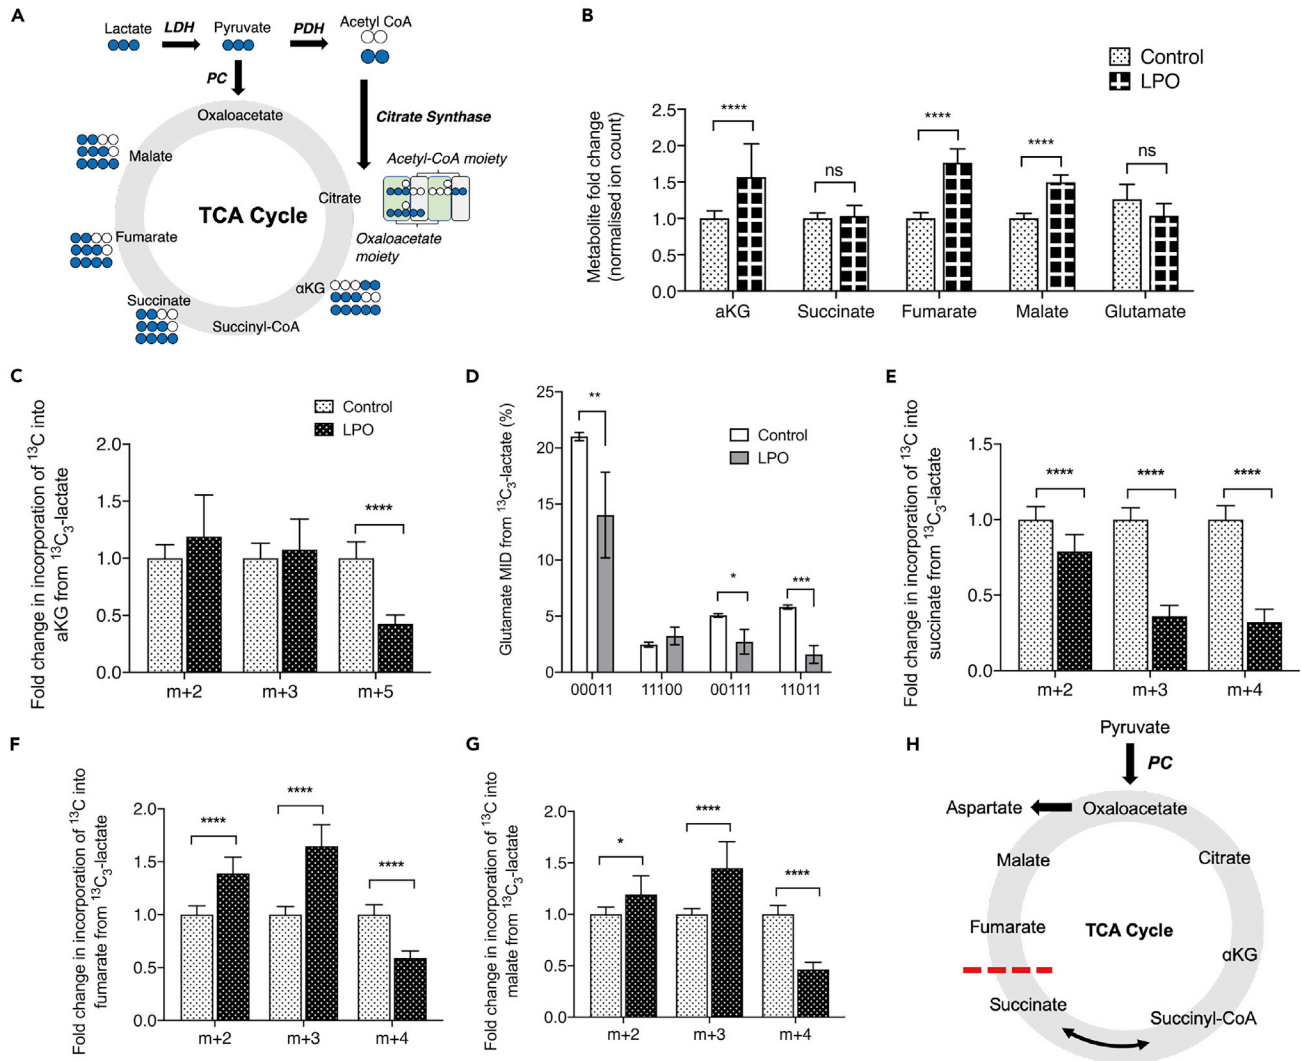 A
Lactate
LDH
Pyruvate
PDH
Acetyl CoA
PC
Oxaloacetate
Citrate Synthase
Malate
Acetyl-CoA moiety
Citrate
TCA Cycle
Oxaloacetate
moiety
Fumarate
αKG
Succinate
Succinyl-CoA
B
Control
LPO
Metabolite fold change
(normalised ion count)
2.5
2.0
1.5
1.0
0.5
0.0
****
ns
****
****
ns
aKG
Succinate
Fumarate
Malate
Glutamate
C
Control
LPO
Fold change in incorporation of 13C into
aKG from 13C3-lactate
2.0
1.5
1.0
0.5
0.0
****
m+2
m+3
m+5
D
Control
LPO
Glutamate MID from 13C3-lactate (%)
25
20
15
10
5
0
**
*
***
00011
11100
00111
11011
E
Fold change in incorporation of 13C into
succinate from 13C3-lactate
1.5
1.0
0.5
0.0
****
****
****
m+2
m+3
m+4
F
Fold change in incorporation of 13C into
fumarate from 13C3-lactate
2.0
1.5
1.0
0.5
0.0
****
****
****
m+2
m+3
m+4
G
Fold change in incorporation of 13C into
malate from 13C3-lactate
2.0
1.5
1.0
0.5
0.0
*
****
****
m+2
m+3
m+4
H
Pyruvate
PC
Aspartate
Oxaloacetate
Malate
Citrate
Fumarate
TCA Cycle
αKG
Succinate
Succinyl-CoA